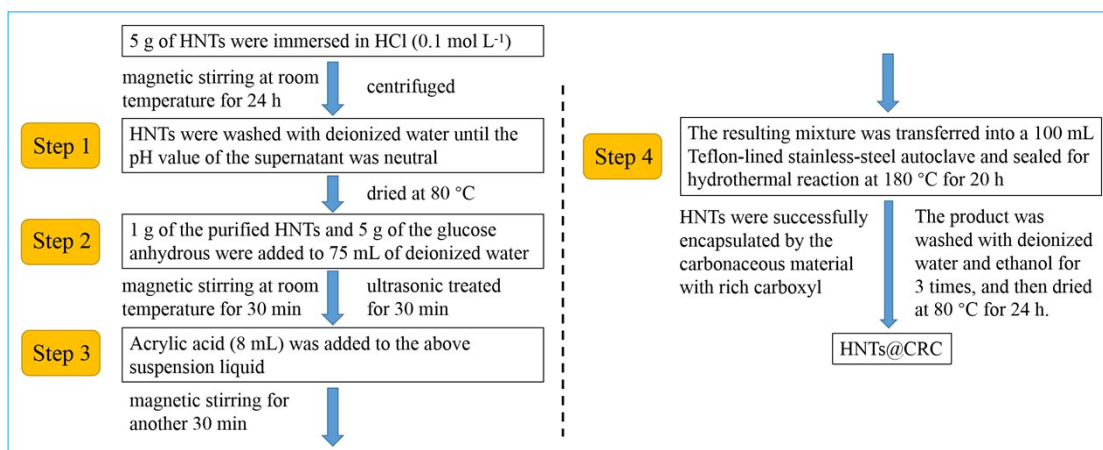 5 g of HNTs were immersed in HCl (0.1 mol L⁻¹)
magnetic stirring at room
temperature for 24 h
centrifuged
Step 1
HNTs were washed with deionized water until the
pH value of the supernatant was neutral
dried at 80 °C
Step 2
1 g of the purified HNTs and 5 g of the glucose
anhydrous were added to 75 mL of deionized water
magnetic stirring at room
temperature for 30 min
ultrasonic treated
for 30 min
Step 3
Acrylic acid (8 mL) was added to the above
suspension liquid
magnetic stirring for
another 30 min
Step 4
The resulting mixture was transferred into a 100 mL
Teflon-lined stainless-steel autoclave and sealed for
hydrothermal reaction at 180 °C for 20 h
HNTs were successfully
encapsulated by the
carbonaceous material
with rich carboxyl
The product was
washed with deionized
water and ethanol for
3 times, and then dried
at 80 °C for 24 h.
HNTs@CRC